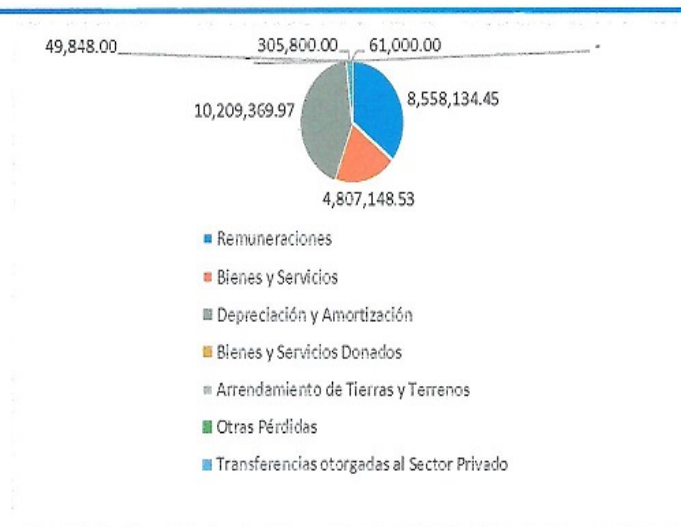 49,848.00 305,800.00 61,000.00 -
10,209,369.97 8,558,134.45
4,807,148.53
Remuneraciones
Bienes y Servicios
Depreciación y Amortización
Bienes y Servicios Donados
Arrendamiento de Tierras y Terrenos
Otras Pérdidas
Transferencias otorgadas al Sector Privado